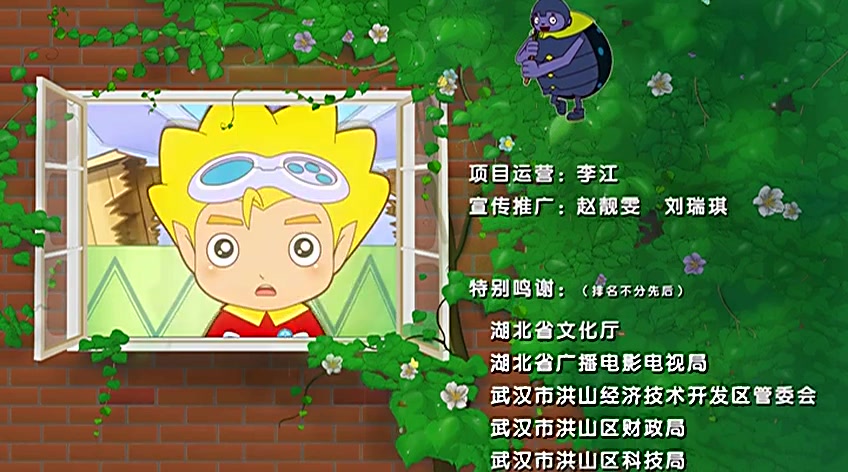 项目运营：李江
宣传推广：赵靓雯 刘瑞琪
特别鸣谢：（排名不分先后）
湖北省文化厅
湖北省广播电影电视局
武汉市洪山经济技术开发区管委会
武汉市洪山区财政局
武汉市洪山区科技局